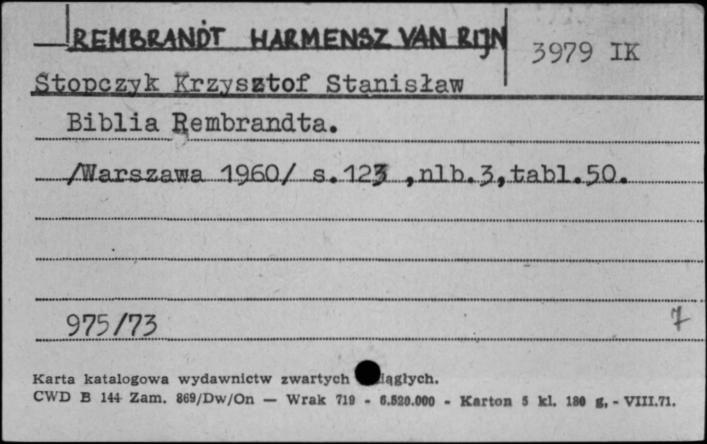 REMBRANDT HARMENSZ VAN RIJN
3979 IK
Stopczyk Krzysztof Stanisław
Biblia Rembrandta.
/Warszawa 1960/ s.123 ,nlb.3,tabl.50.
975/73
7
Karta katalogowa wydawnictw zwartych iągłych.
CWD B 144 Zam. 869/Dw/On — Wrak 719 - 6.520.000 - Karton 5 kl. 180 g, - VIII.71.